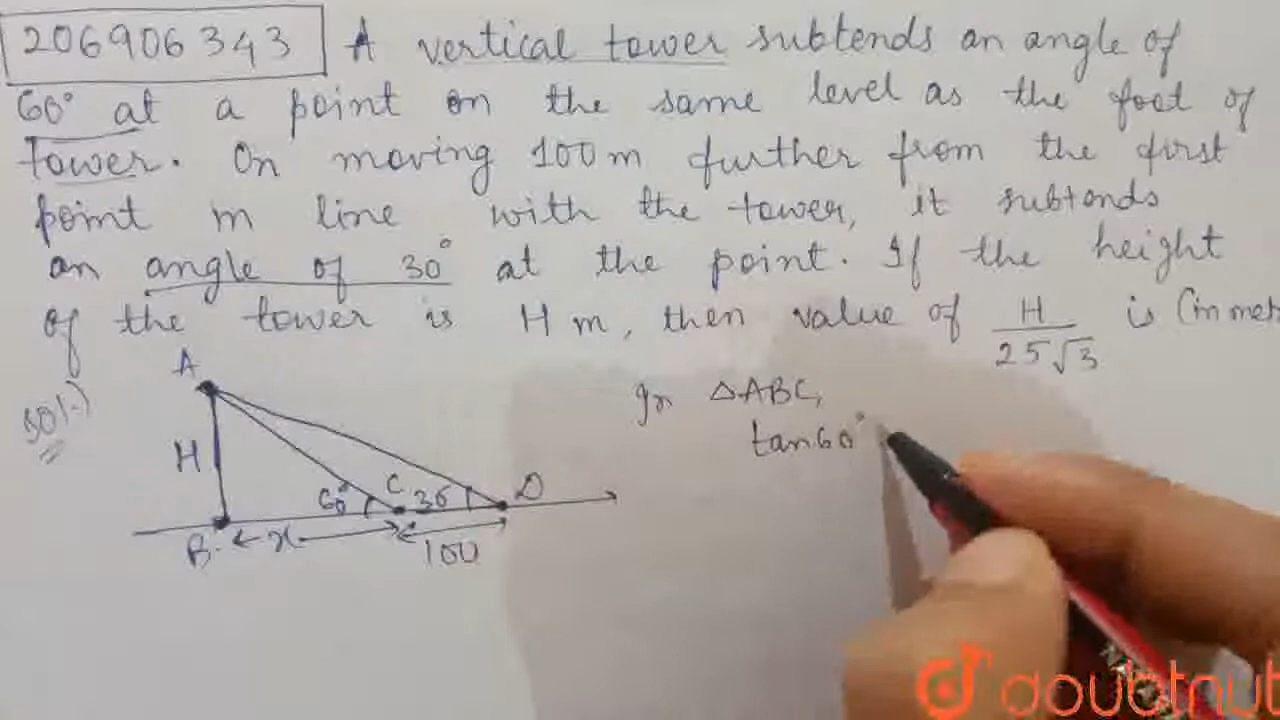 206906343 A vertical tower subtends an angle of
60° at a point on the same level as the foot of
tower. On moving 100m further from the first
point in line with the tower, it subtends
an angle of 30° at the point. If the height
of the tower is H m, then value of H/25√3 is (in met
Sol:-)
A
In △ABC,
tan60°
H
60° C 30 D
B x 100
doubtnut